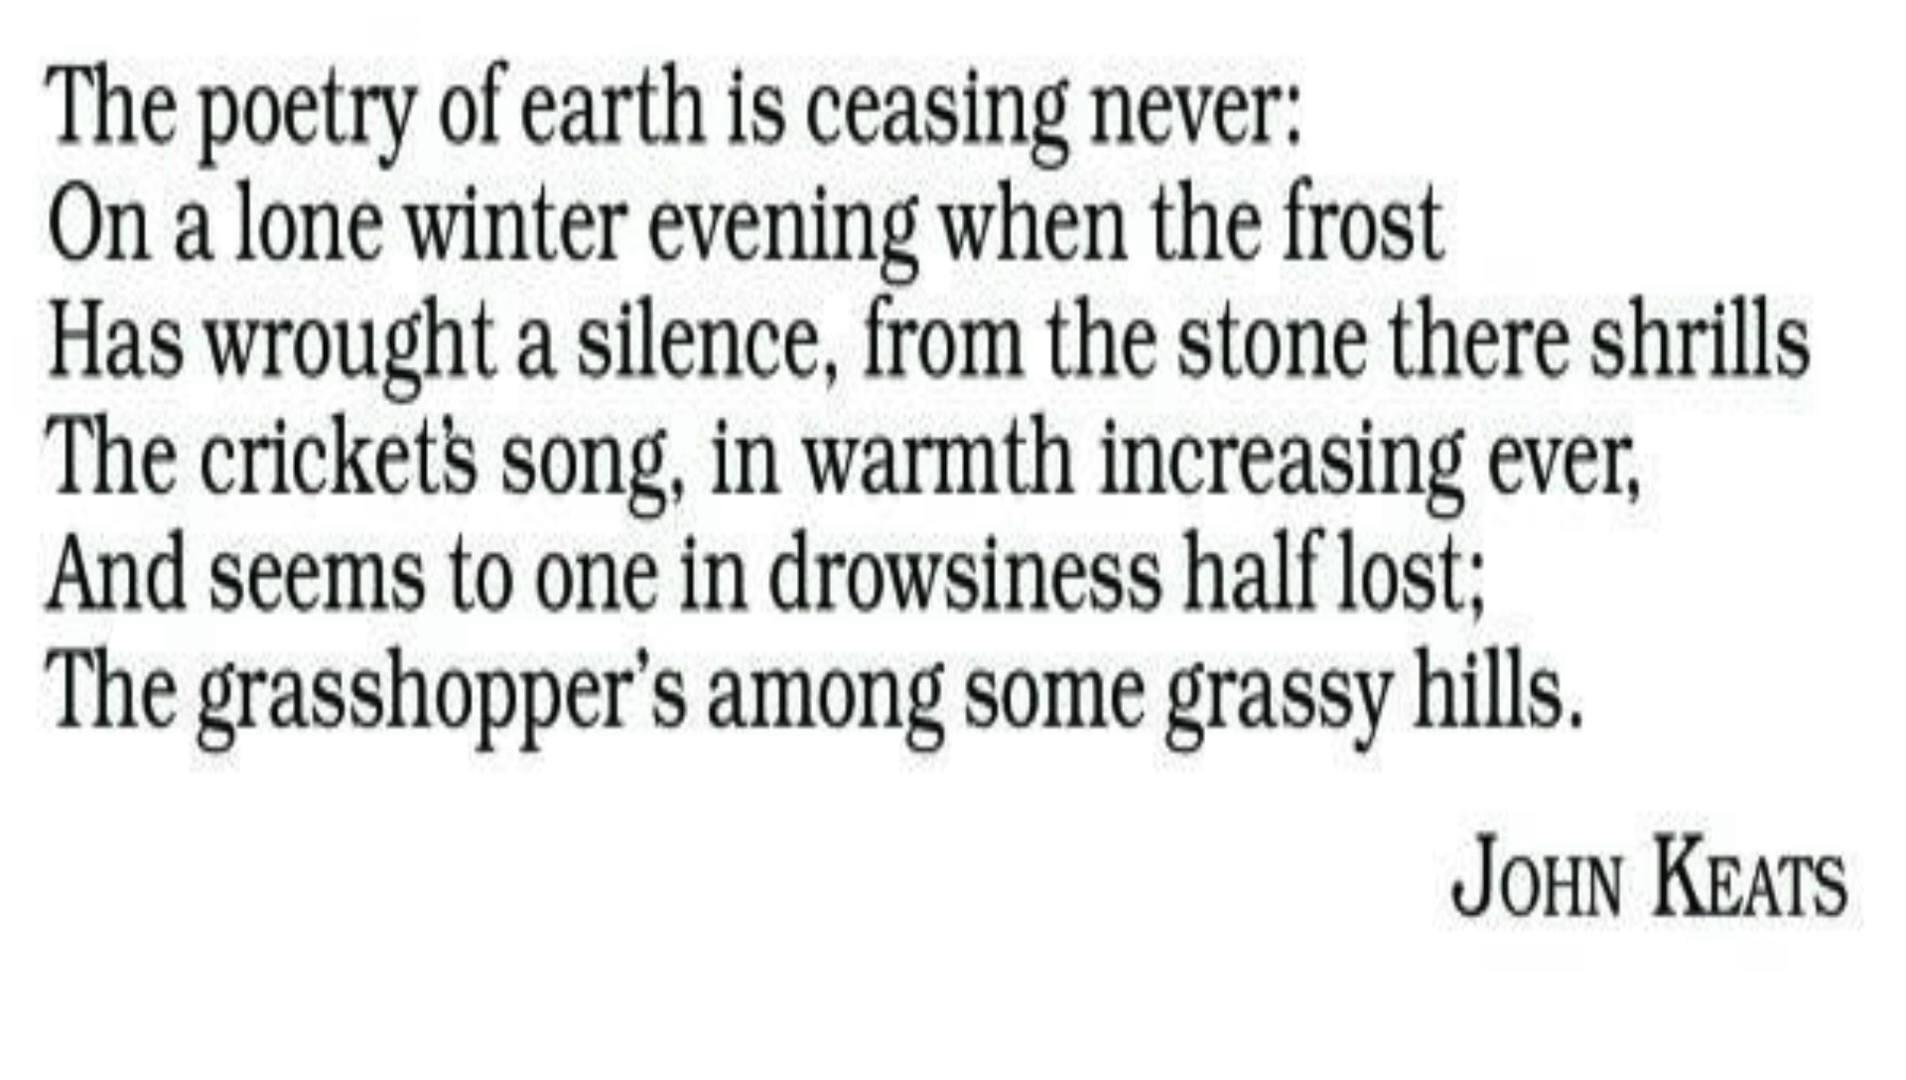 The poetry of earth is ceasing never:
On a lone winter evening when the frost
Has wrought a silence, from the stone there shrills
The cricket's song, in warmth increasing ever,
And seems to one in drowsiness half lost;
The grasshopper's among some grassy hills.
JOHN KEATS